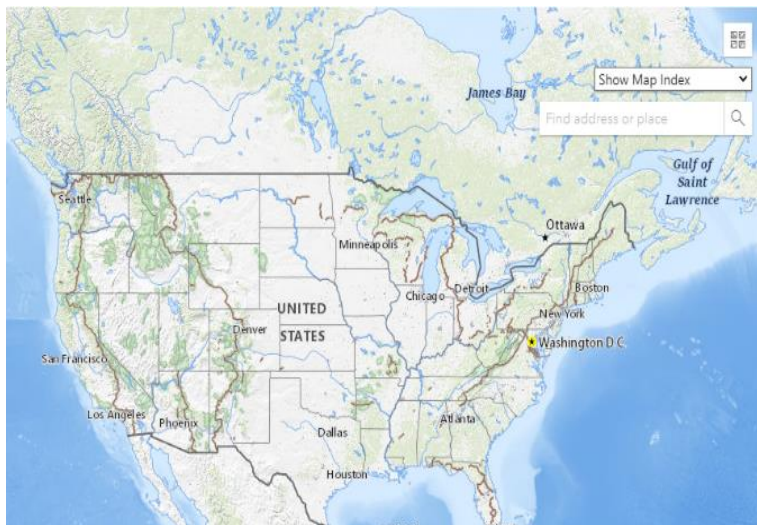 Show Map Index
James Bay
Find address or place
Gulf of
Saint
Lawrence
Seattle
Ottawa
Minneapolis
Chicago
Detroit
Boston
New York
UNITED
STATES
Denver
Washington D.C.
San Francisco
Los Angeles
Phoenix
Atlanta
Dallas
Houston